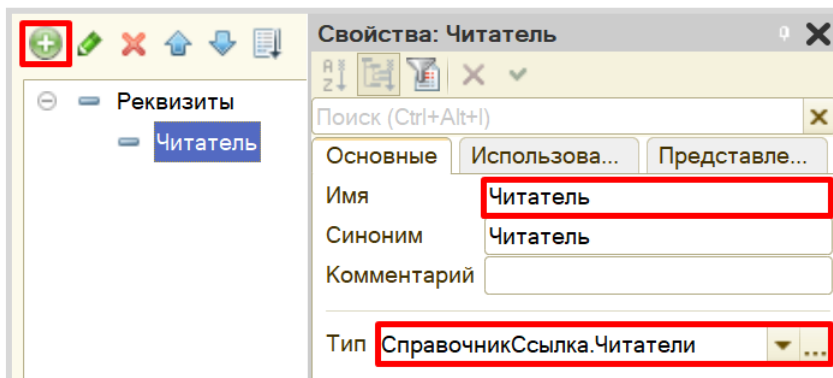 Реквизиты
Читатель
Свойства: Читатель
Поиск (Ctrl+Alt+I)
Основные
Использова...
Представле...
Имя
Читатель
Синоним
Читатель
Комментарий
Тип
СправочникСсылка.Читатели
...